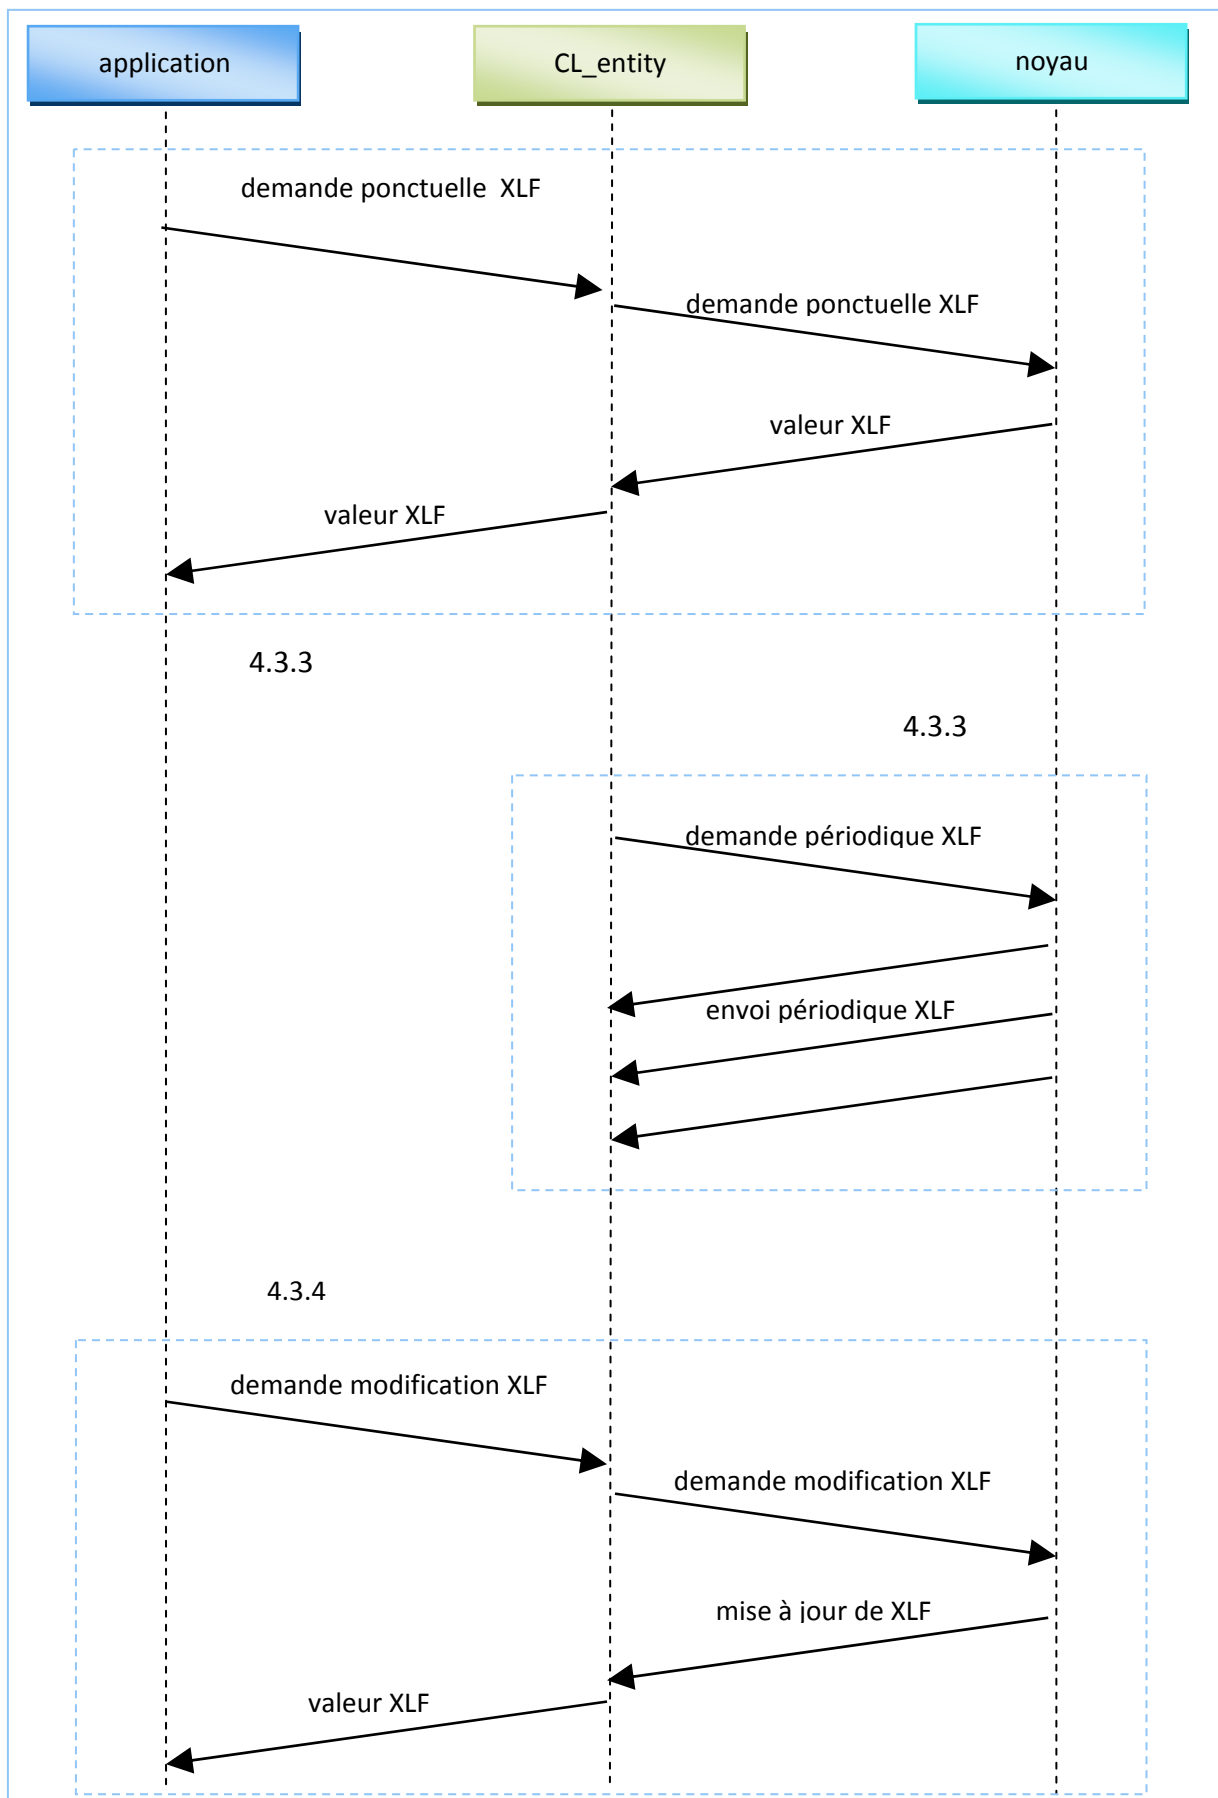 application
CL_entity
noyau
demande ponctuelle  XLF
demande ponctuelle XLF
valeur XLF
valeur XLF
4.3.3
4.3.3
demande périodique XLF
envoi périodique XLF
4.3.4
demande modification XLF
demande modification XLF
mise à jour de XLF
valeur XLF